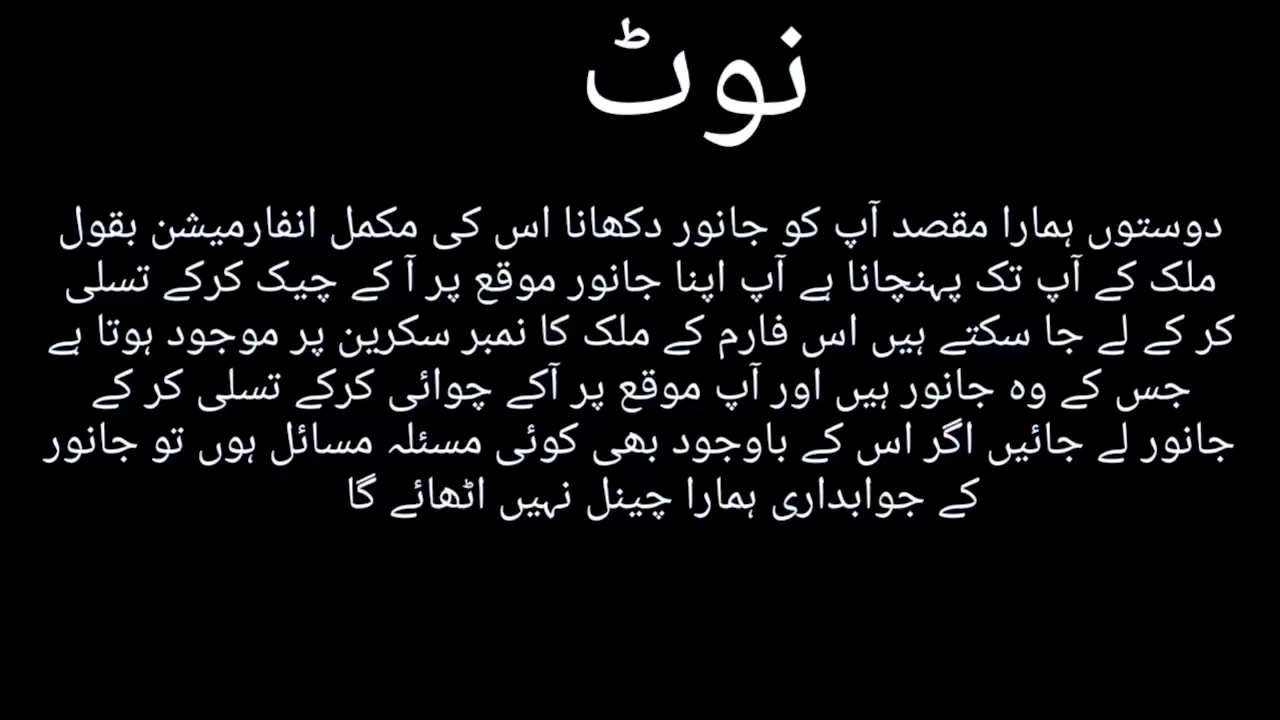 نوٹ
دوستوں ہمارا مقصد آپ کو جانور دکھانا اس کی مکمل انفارمیشن بقول
ملک کے آپ تک پہنچانا ہے آپ اپنا جانور موقع پر آ کے چیک کرکے تسلی
کر کے لے جا سکتے ہیں اس فارم کے ملک کا نمبر سکرین پر موجود ہوتا ہے
جس کے وہ جانور ہیں اور آپ موقع پر آکے چوائی کرکے تسلی کر کے
جانور لے جائیں اگر اس کے باوجود بھی کوئی مسئلہ مسائل ہوں تو جانور
کے جوابداری ہمارا چینل نہیں اٹھائے گا